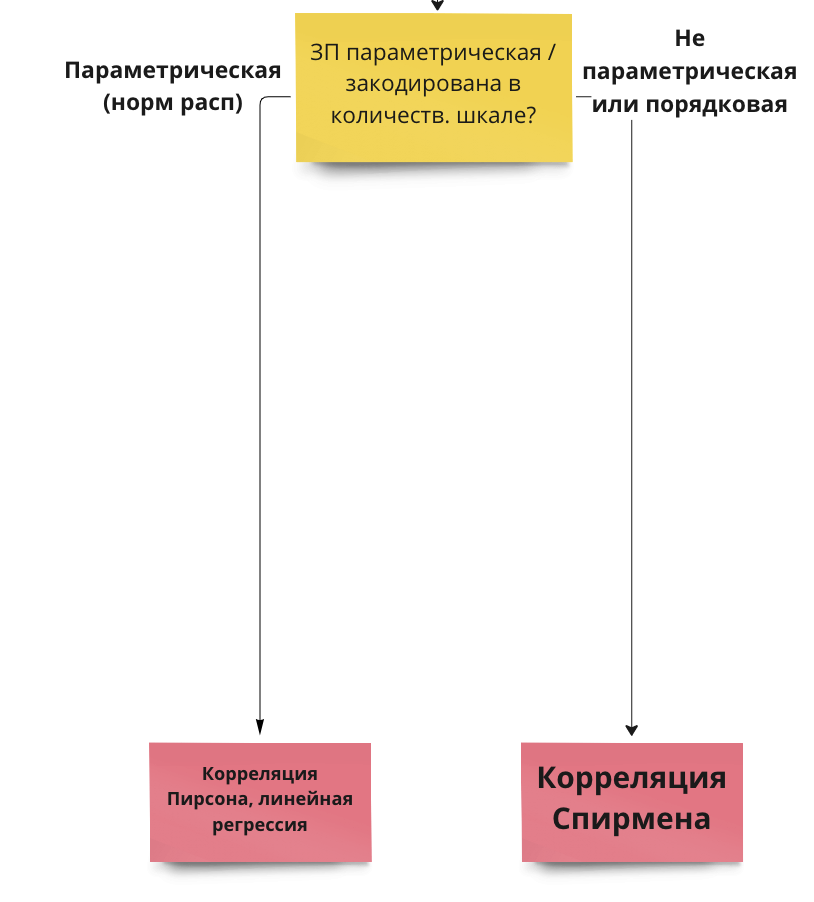 Параметрическая
(норм расп)
ЗП параметрическая /
закодирована в
количеств. шкале?
Не
параметрическая
или порядковая
Корреляция
Пирсона, линейная
регрессия
Корреляция
Спирмена